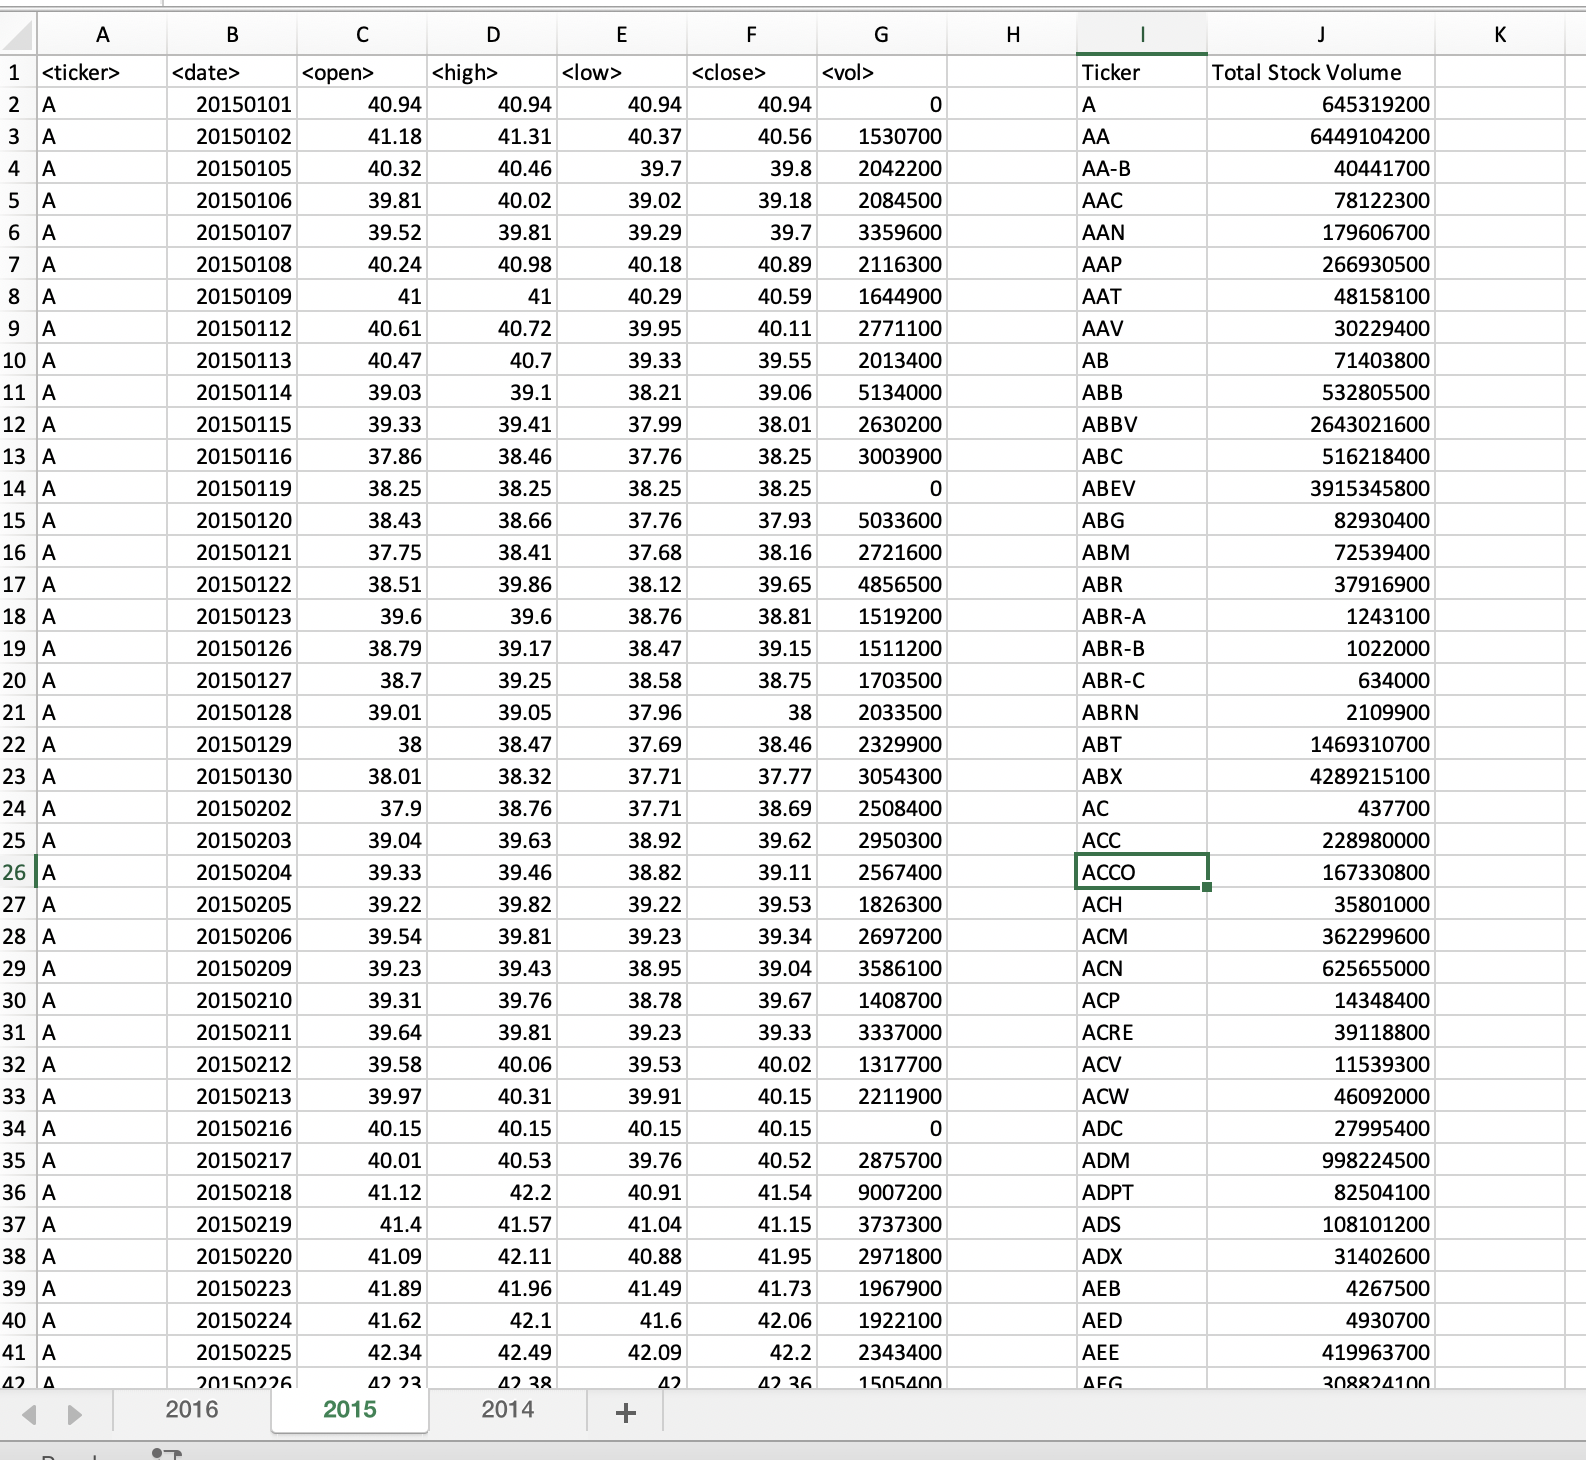 A B C D E F G H I J K
1 <ticker> <date> <open> <high> <low> <close> <vol> Ticker Total Stock Volume
2 A 20150101 40.94 40.94 40.94 40.94 0 A 645319200
3 A 20150102 41.18 41.31 40.37 40.56 1530700 AA 6449104200
4 A 20150105 40.32 40.46 39.7 39.8 2042200 AA-B 40441700
5 A 20150106 39.81 40.02 39.02 39.18 2084500 AAC 78122300
6 A 20150107 39.52 39.81 39.29 39.7 3359600 AAN 179606700
7 A 20150108 40.24 40.98 40.18 40.89 2116300 AAP 266930500
8 A 20150109 41 41 40.29 40.59 1644900 AAT 48158100
9 A 20150112 40.61 40.72 39.95 40.11 2771100 AAV 30229400
10 A 20150113 40.47 40.7 39.33 39.55 2013400 AB 71403800
11 A 20150114 39.03 39.1 38.21 39.06 5134000 ABB 532805500
12 A 20150115 39.33 39.41 37.99 38.01 2630200 ABBV 2643021600
13 A 20150116 37.86 38.46 37.76 38.25 3003900 ABC 516218400
14 A 20150119 38.25 38.25 38.25 38.25 0 ABEV 3915345800
15 A 20150120 38.43 38.66 37.76 37.93 5033600 ABG 82930400
16 A 20150121 37.75 38.41 37.68 38.16 2721600 ABM 72539400
17 A 20150122 38.51 39.86 38.12 39.65 4856500 ABR 37916900
18 A 20150123 39.6 39.6 38.76 38.81 1519200 ABR-A 1243100
19 A 20150126 38.79 39.17 38.47 39.15 1511200 ABR-B 1022000
20 A 20150127 38.7 39.25 38.58 38.75 1703500 ABR-C 634000
21 A 20150128 39.01 39.05 37.96 38 2033500 ABRN 2109900
22 A 20150129 38 38.47 37.69 38.46 2329900 ABT 1469310700
23 A 20150130 38.01 38.32 37.71 37.77 3054300 ABX 4289215100
24 A 20150202 37.9 38.76 37.71 38.69 2508400 AC 437700
25 A 20150203 39.04 39.63 38.92 39.62 2950300 ACC 228980000
26 A 20150204 39.33 39.46 38.82 39.11 2567400 ACCO 167330800
27 A 20150205 39.22 39.82 39.22 39.53 1826300 ACH 35801000
28 A 20150206 39.54 39.81 39.23 39.34 2697200 ACM 362299600
29 A 20150209 39.23 39.43 38.95 39.04 3586100 ACN 625655000
30 A 20150210 39.31 39.76 38.78 39.67 1408700 ACP 14348400
31 A 20150211 39.64 39.81 39.23 39.33 3337000 ACRE 39118800
32 A 20150212 39.58 40.06 39.53 40.02 1317700 ACV 11539300
33 A 20150213 39.97 40.31 39.91 40.15 2211900 ACW 46092000
34 A 20150216 40.15 40.15 40.15 40.15 0 ADC 27995400
35 A 20150217 40.01 40.53 39.76 40.52 2875700 ADM 998224500
36 A 20150218 41.12 42.2 40.91 41.54 9007200 ADPT 82504100
37 A 20150219 41.4 41.57 41.04 41.15 3737300 ADS 108101200
38 A 20150220 41.09 42.11 40.88 41.95 2971800 ADX 31402600
39 A 20150223 41.89 41.96 41.49 41.73 1967900 AEB 4267500
40 A 20150224 41.62 42.1 41.6 42.06 1922100 AED 4930700
41 A 20150225 42.34 42.49 42.09 42.2 2343400 AEE 419963700
42 A 20150226 42.23 42.38 42 42.36 1505400 AEG 308824100
2016 2015 2014 +